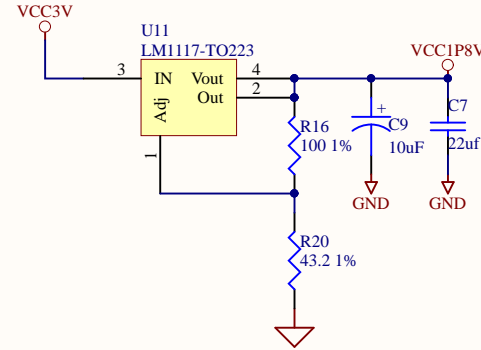 VCC3V
U11
LM1117-TO223
VCC1P8V
3
IN
Vout
4
Out
2
Adj
1
C7
22uf
R16
100 1%
C9
10uF
+
GND
GND
R20
43.2 1%